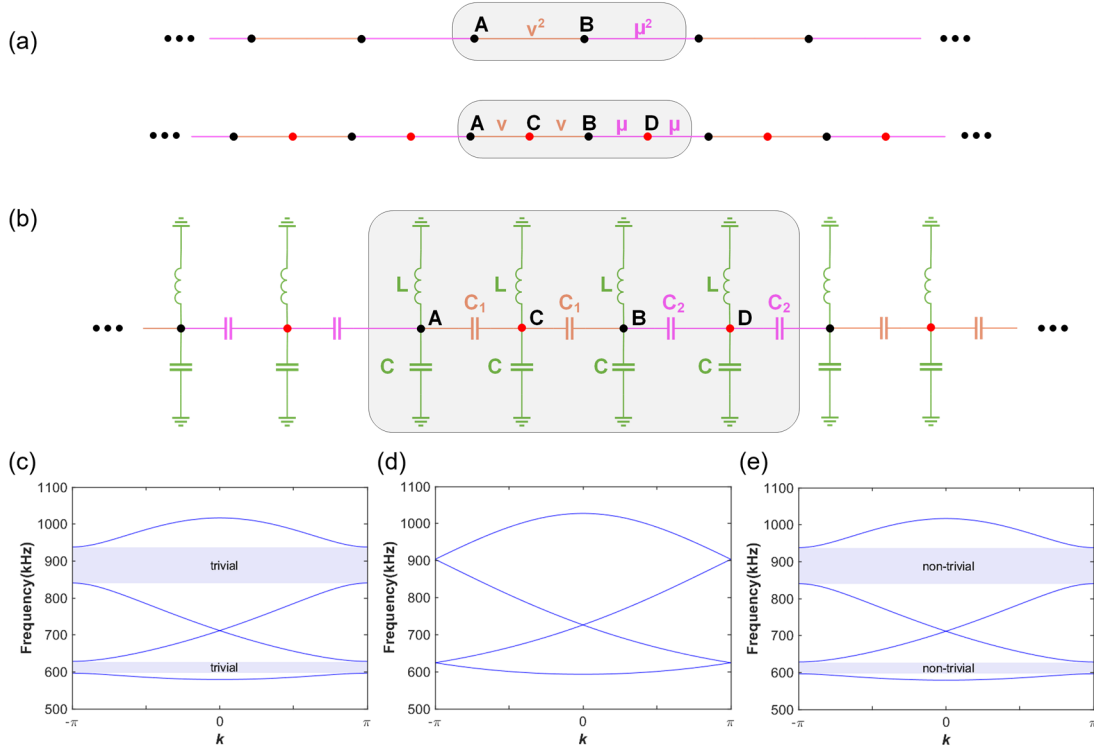 (a)
A v² B μ²
A v C v B μ D μ
(b)
L L L L
C₁ C₁ C₂ C₂
A C B D
C C C C
(c) (d) (e)
1100 1100 1100
1000 1000 1000
900 900 900
800 800 800
700 700 700
600 600 600
500 500 500
Frequency(kHz) Frequency(kHz) Frequency(kHz)
trivial non-trivial
trivial non-trivial
-π 0 π -π 0 π -π 0 π
k k k